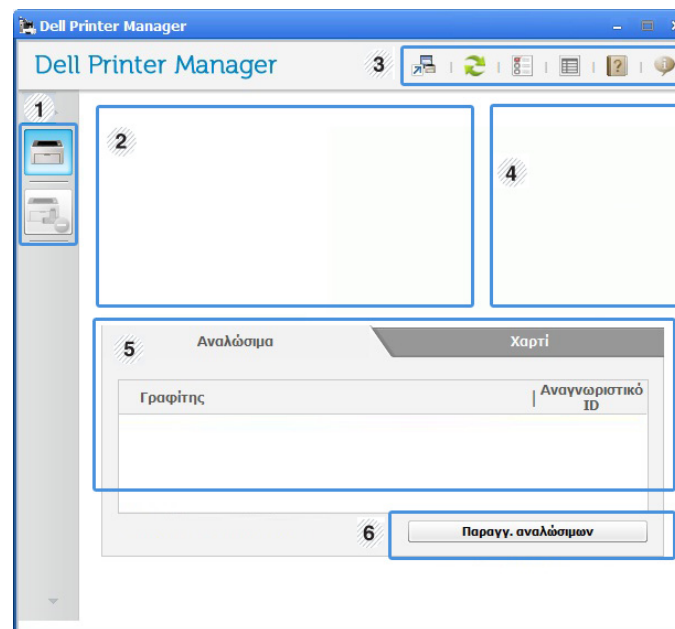 Dell Printer Manager
Dell Printer Manager
3
1
2
4
5
Αναλώσιμα
Χαρτί
Γραφίτης
Αναγνωριστικό
ID
6
Παραγγ. αναλώσιμων